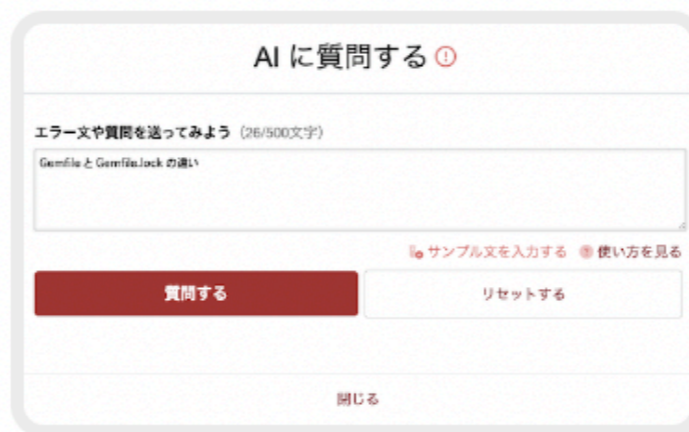 AI に質問する
エラー文や質問を送ってみよう（26/500文字）
Gemfile と Gemfile.lock の違い
サンプル文を入力する 使い方を見る
質問する リセットする
閉じる